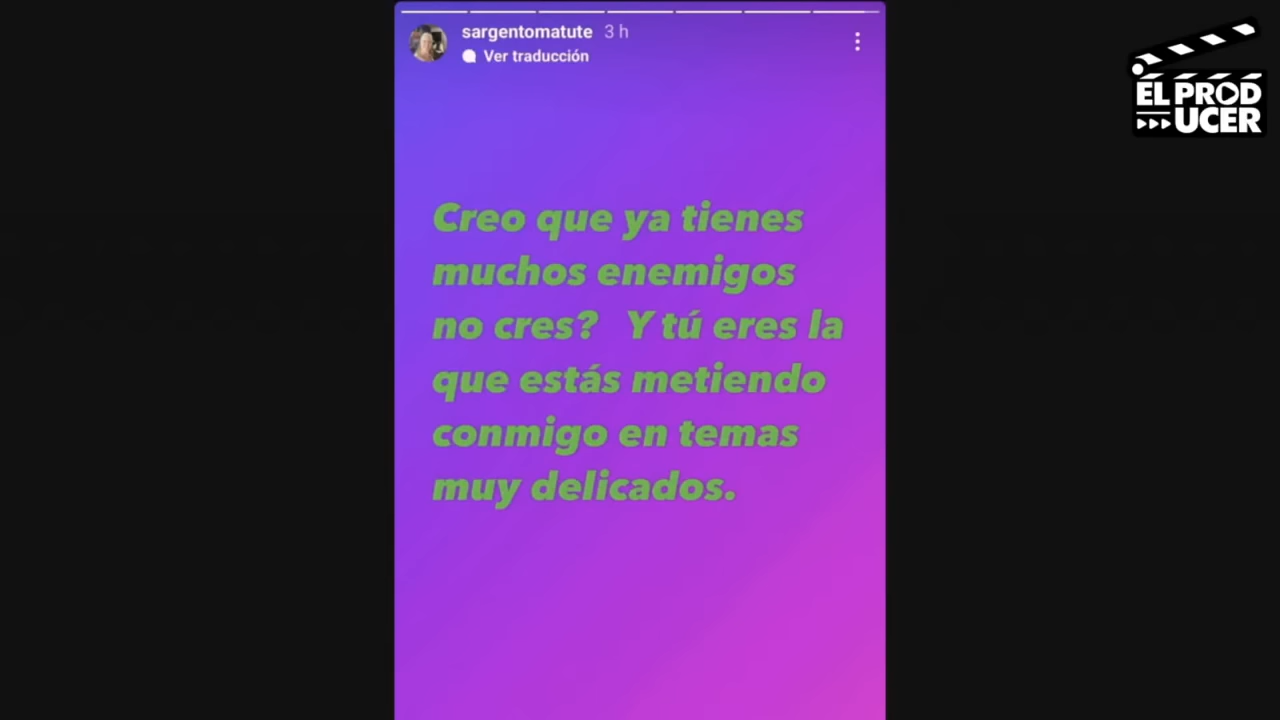 sargentomatute 3 h
Ver traducción
EL PROD
UCER
Creo que ya tienes
muchos enemigos
no cres? Y tú eres la
que estás metiendo
conmigo en temas
muy delicados.